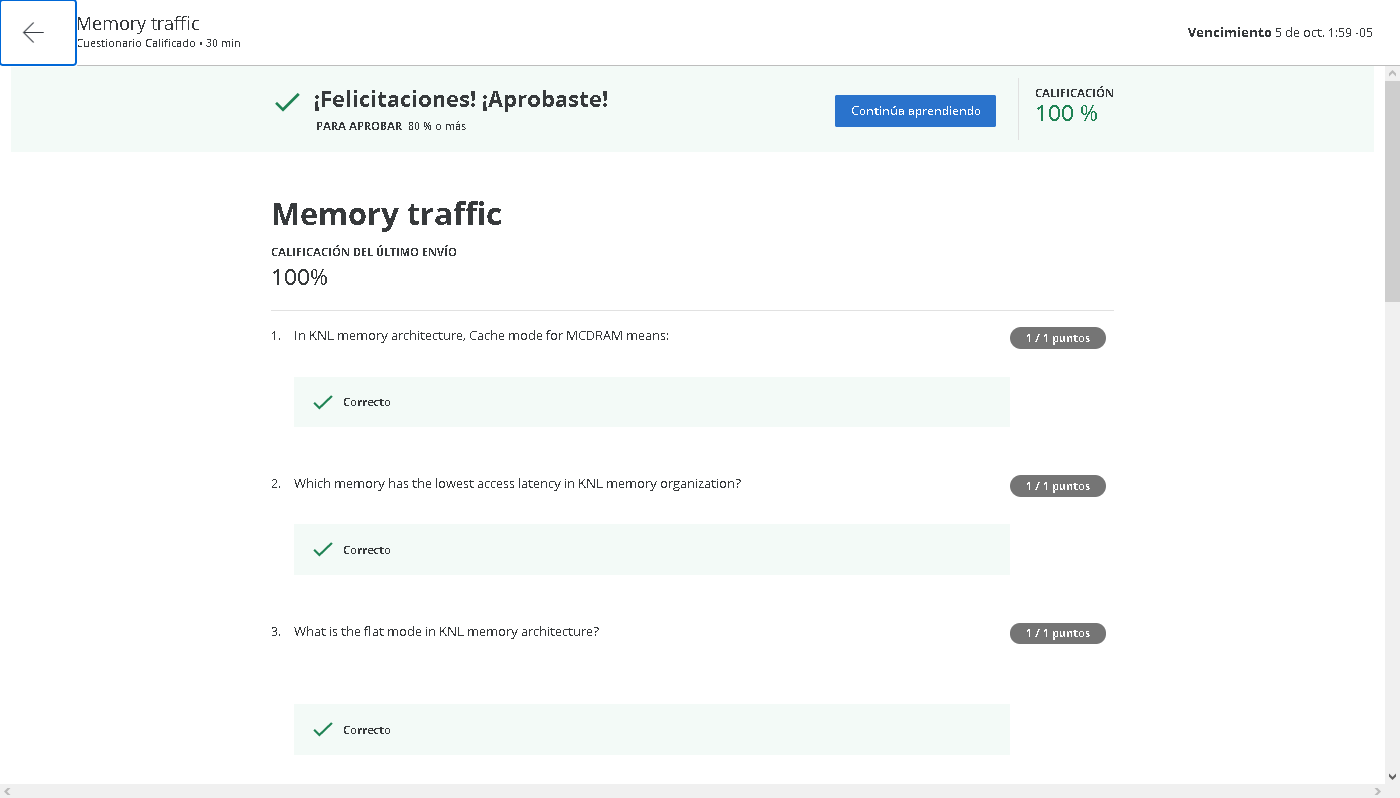 Memory traffic
Cuestionario Calificado • 30 min
Vencimiento 5 de oct. 1:59 -05
¡Felicitaciones! ¡Aprobaste!
PARA APROBAR 80 % o más
Continúa aprendiendo
CALIFICACIÓN
100 %
Memory traffic
CALIFICACIÓN DEL ÚLTIMO ENVÍO
100%
1. In KNL memory architecture, Cache mode for MCDRAM means:
1 / 1 puntos
Correcto
2. Which memory has the lowest access latency in KNL memory organization?
1 / 1 puntos
Correcto
3. What is the flat mode in KNL memory architecture?
1 / 1 puntos
Correcto